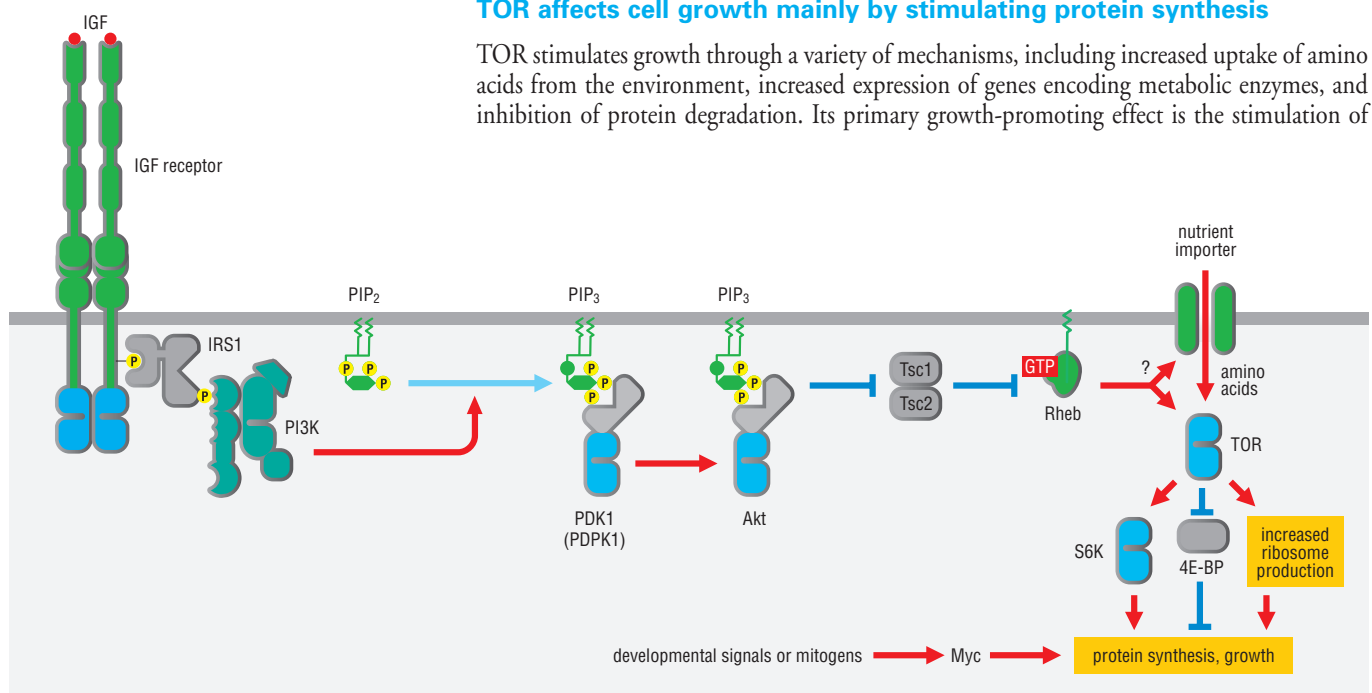 TOR affects cell growth mainly by stimulating protein synthesis
TOR stimulates growth through a variety of mechanisms, including increased uptake of amino
acids from the environment, increased expression of genes encoding metabolic enzymes, and
inhibition of protein degradation. Its primary growth-promoting effect is the stimulation of
IGF
IGF receptor
nutrient
importer
PIP2
PIP3
PIP3
IRS1
P
P
PI3K
P
P
P
P
P
P
P
P
P
PDK1
(PDPK1)
Akt
Tsc1
Tsc2
GTP
Rheb
?
amino
acids
TOR
S6K
4E-BP
increased
ribosome
production
developmental signals or mitogens
Myc
protein synthesis, growth